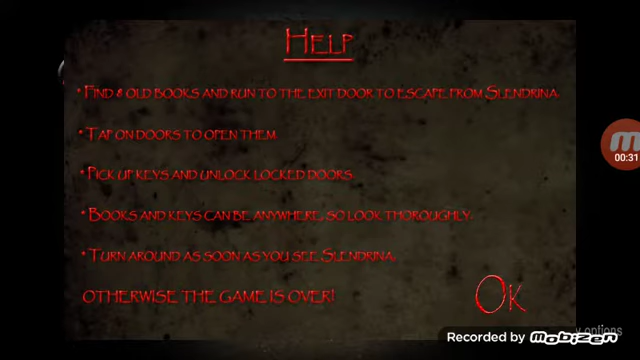 HELP
* FIND 8 OLD BOOKS AND RUN TO THE EXIT DOOR TO ESCAPE FROM SLENDRINA.
* TAP ON DOORS TO OPEN THEM
* PICK UP KEYS AND UNLOCK LOCKED DOORS.
M
00:31
* BOOKS AND KEYS CAN BE ANYWHERE, SO LOOK THOROUGHLY.
* TURN AROUND AS SOON AS YOU SEE SLENDRINA.
OTHERWISE THE GAME IS OVER!
OK
y options
Recorded by mobizen